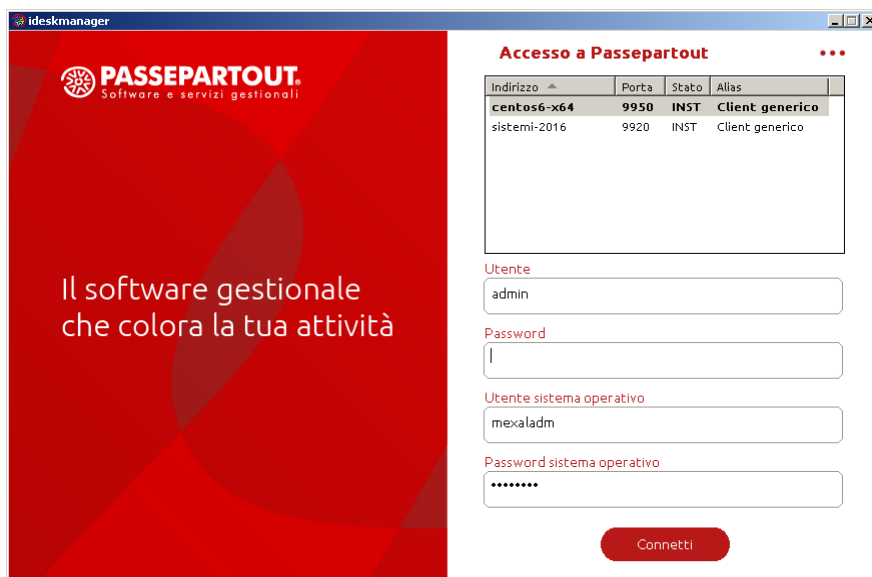 ideskmanager
PASSEPARTOUT®
Software e servizi gestionali
Il software gestionale
che colora la tua attività
Accesso a Passepartout
Indirizzo Porta Stato Alias
centos6-x64 9950 INST Client generico
sistemi-2016 9920 INST Client generico
Utente
admin
Password
Utente sistema operativo
mexaladm
Password sistema operativo
••••••••
Connetti